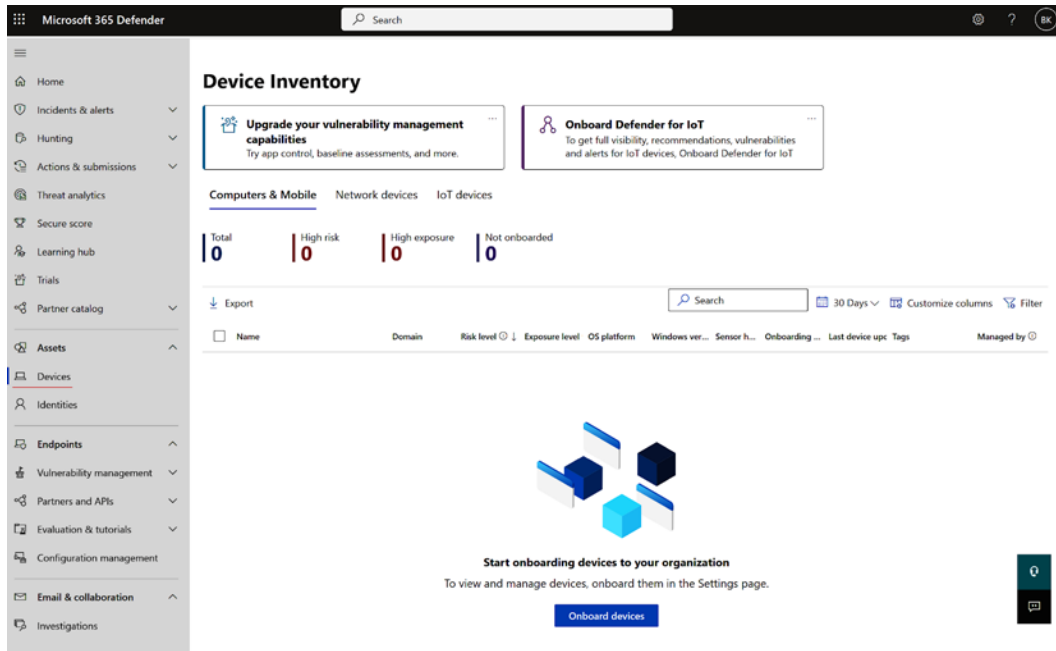 Microsoft 365 Defender
Search
?
BK
Home
Incidents & alerts
Hunting
Actions & submissions
Threat analytics
Secure score
Learning hub
Trials
Partner catalog
Assets
Devices
Identities
Endpoints
Vulnerability management
Partners and APIs
Evaluation & tutorials
Configuration management
Email & collaboration
Investigations
Device Inventory
Upgrade your vulnerability management
capabilities
Try app control, baseline assessments, and more.
...
Onboard Defender for IoT
To get full visibility, recommendations, vulnerabilities
and alerts for IoT devices, Onboard Defender for IoT
...
Computers & Mobile Network devices IoT devices
Total High risk High exposure Not onboarded
0 0 0 0
Export Search 30 Days Customize columns Filter
Name Domain Risk level Exposure level OS platform Windows ver... Sensor h... Onboarding ... Last device upc Tags Managed by
Start onboarding devices to your organization
To view and manage devices, onboard them in the Settings page.
Onboard devices